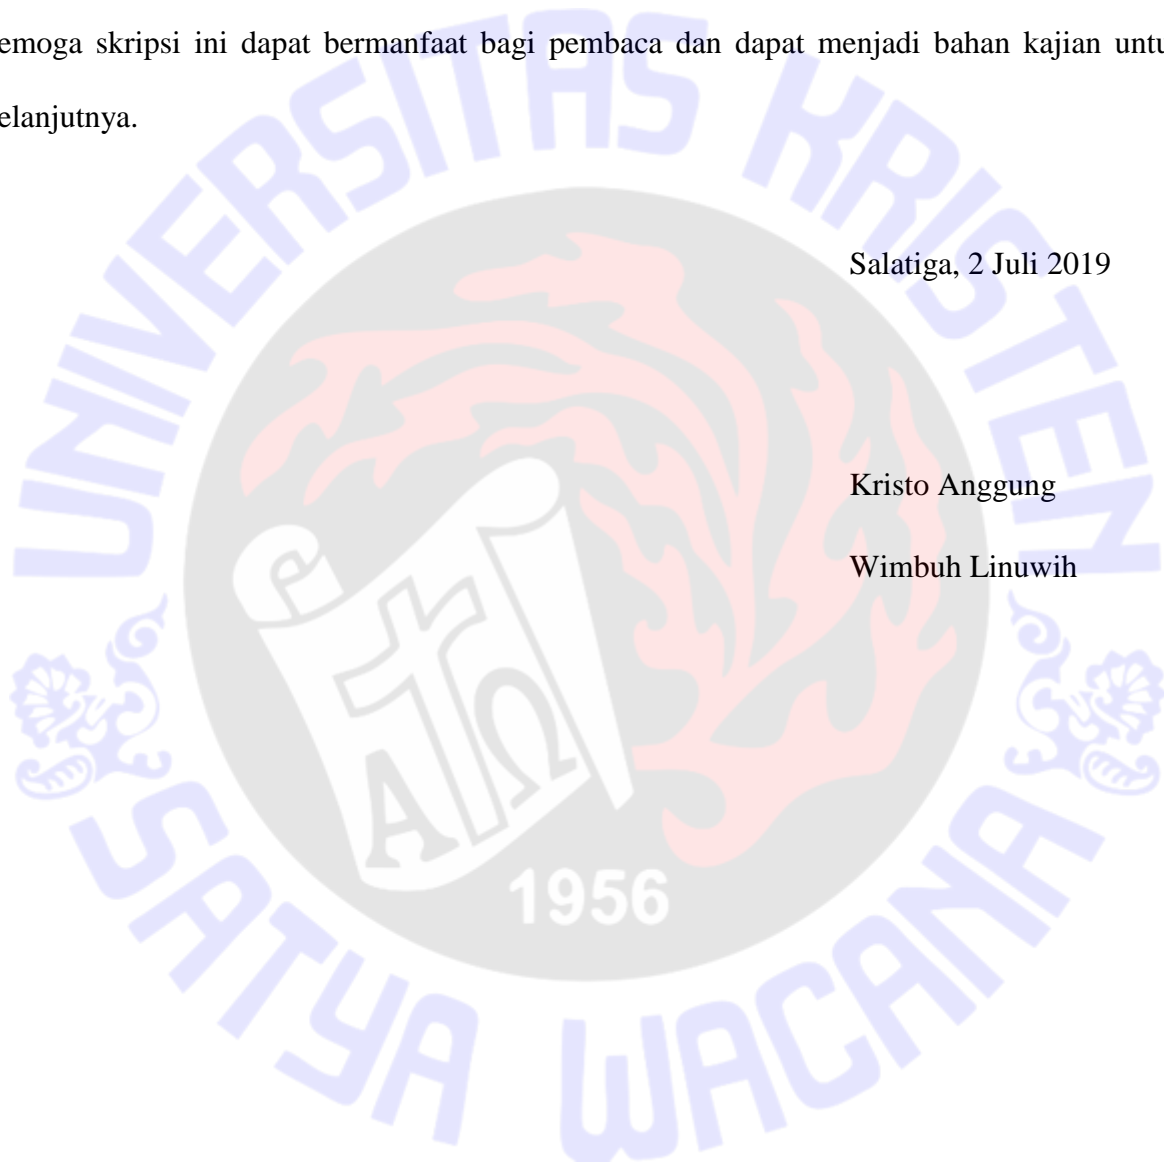 emoga skripsi ini dapat bermanfaat bagi pembaca dan dapat menjadi bahan kajian untu
elanjutnya.
Salatiga, 2 Juli 2019
Kristo Anggung
Wimbuh Linuwih
UNIVERSITAS KRISTEN
SATYA WACANA
Α Ω
1956